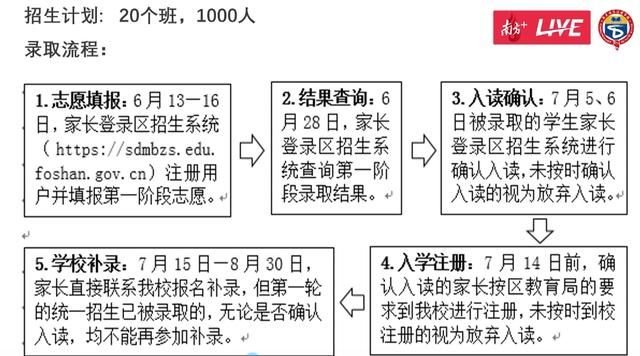 招生计划：20个班，1000人
南方+ LIVE
录取流程：
1.志愿填报：6月13—16
日，家长登录区招生系统
（https://sdmbzs.edu.
foshan.gov.cn）注册用
户并填报第一阶段志愿。
2.结果查询：6
月28日，家长
登录区招生系
统查询第一阶
段录取结果。
3.入读确认：7月5、6
日被录取的学生家长
登录区招生系统进行
确认入读，未按时确认
入读的视为放弃入读。
4.入学注册：7月14日前，确
认入读的家长按区教育局的要
求到我校进行注册，未按时到校
注册的视为放弃入读。
5.学校补录：7月15日—8月30日，
家长直接联系我校报名补录，但第一轮
的统一招生已被录取的，无论是否确认
入读，均不能再参加补录。